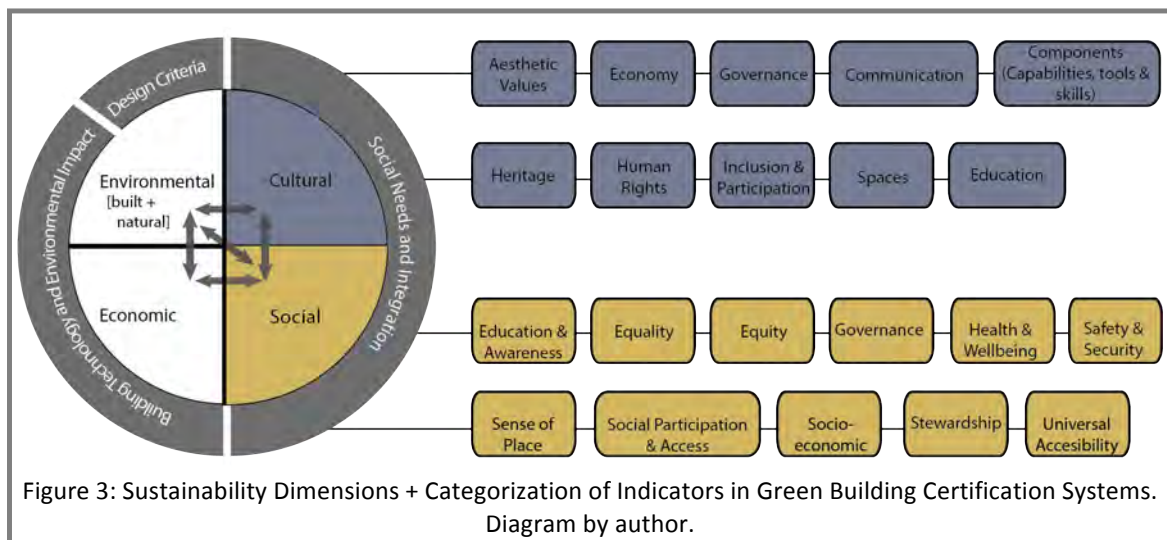 Design Criteria
Building Technology and Environmental Impact
Social Needs and Integration
Environmental
[built +
natural]
Cultural
Economic
Social
Aesthetic
Values
Economy
Governance
Communication
Components
(Capabilities, tools &
skills)
Heritage
Human
Rights
Inclusion &
Participation
Spaces
Education
Education &
Awareness
Equality
Equity
Governance
Health &
Wellbeing
Safety &
Security
Sense of
Place
Social Participation
& Access
Socio-
economic
Stewardship
Universal
Accesibility
Figure 3: Sustainability Dimensions + Categorization of Indicators in Green Building Certification Systems.
Diagram by author.